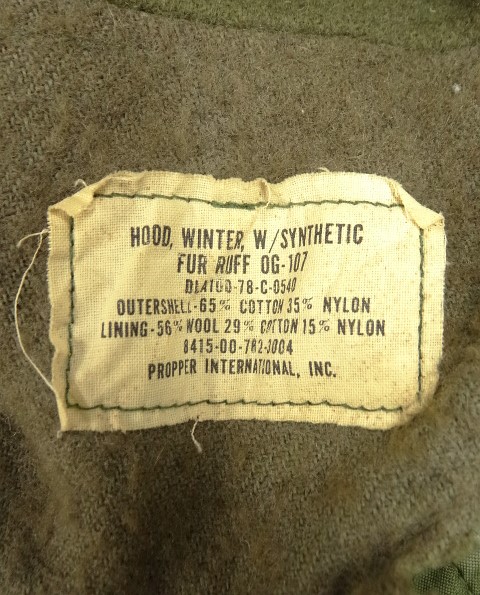 HOOD, WINTER, W/SYNTHETIC
FUR RUFF OG-107
DLA100-78-C-0540
OUTERSHELL-65% COTTON 35% NYLON
LINING-56% WOOL 29% COTTON 15% NYLON
8415-00-782-3004
PROPPER INTERNATIONAL, INC.